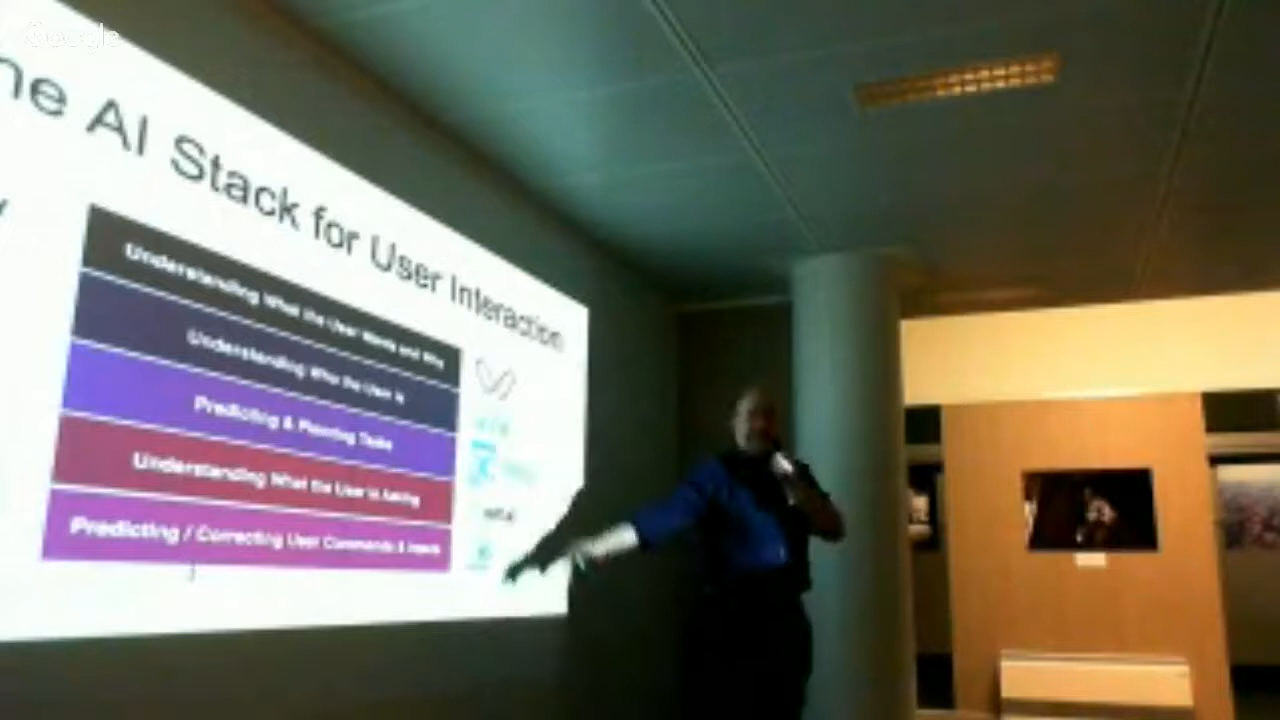 Google
he AI Stack for User Interaction
y
Understanding What the User Wants and Why
Understanding Who the User is
Predicting & Planning Tasks
Understanding What the User is Asking
Predicting / Correcting User Commands & Inputs